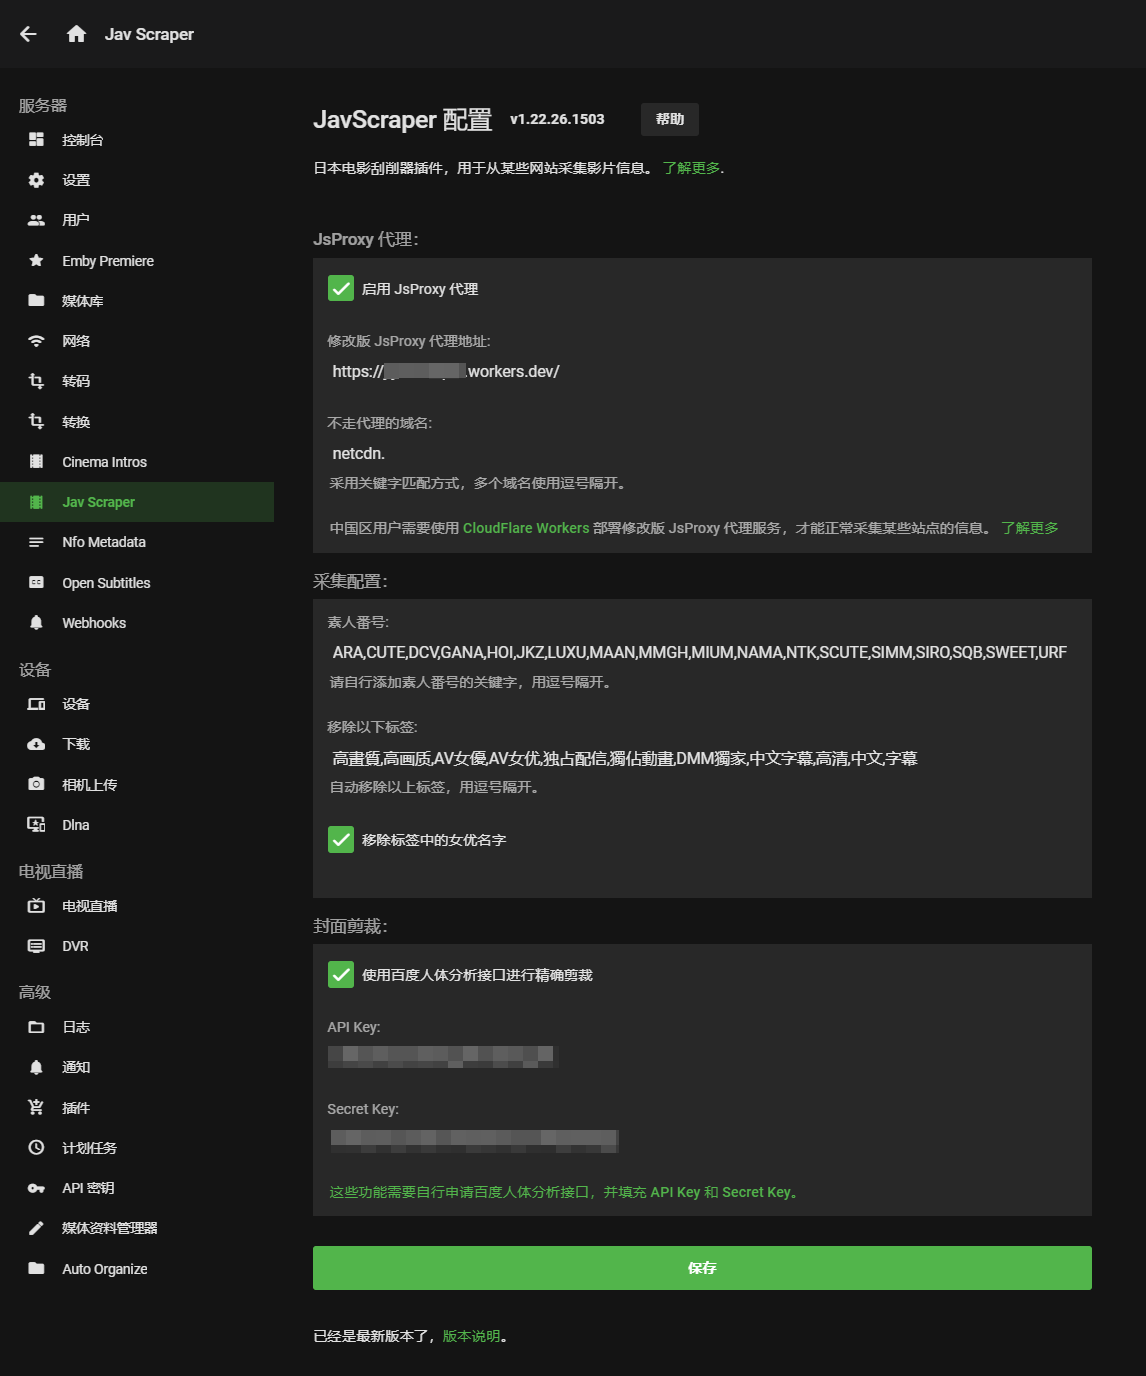 Jav Scraper
服务器
控制台
设置
用户
Emby Premiere
媒体库
网络
转码
转换
Cinema Intros
Jav Scraper
Nfo Metadata
Open Subtitles
Webhooks
设备
设备
下载
相机上传
Dlna
电视直播
电视直播
DVR
高级
日志
通知
插件
计划任务
API 密钥
媒体资料管理器
Auto Organize
JavScraper 配置 v1.22.26.1503 帮助
日本电影刮削器插件，用于从某些网站采集影片信息。 了解更多.
JsProxy 代理：
启用 JsProxy 代理
修改版 JsProxy 代理地址:
https://
.workers.dev/
不走代理的域名:
netcdn.
采用关键字匹配方式，多个域名使用逗号隔开。
中国区用户需要使用 CloudFlare Workers 部署修改版 JsProxy 代理服务，才能正常采集某些站点的信息。 了解更多
采集配置：
素人番号:
ARA,CUTE,DCV,GANA,HOI,JKZ,LUXU,MAAN,MMGH,MIUM,NAMA,NTK,SCUTE,SIMM,SIRO,SQB,SWEET,URF
请自行添加素人番号的关键字，用逗号隔开。
移除以下标签:
高畫質,高画质,AV女優,AV女优,独占配信,獨佔動畫,DMM獨家,中文字幕,高清,中文,字幕
自动移除以上标签，用逗号隔开。
移除标签中的女优名字
封面剪裁：
使用百度人体分析接口进行精确剪裁
API Key:
Secret Key:
这些功能需要自行申请百度人体分析接口，并填充 API Key 和 Secret Key。
保存
已经是最新版本了，版本说明。